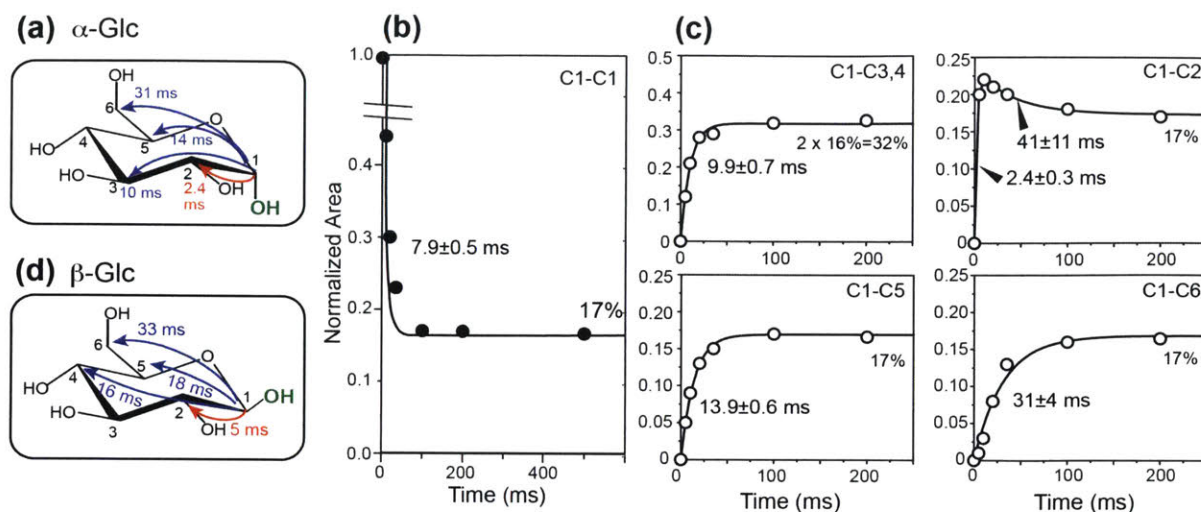 (a) α-Glc
OH
6
31 ms
O
4
5
14 ms
1
HO
2
HO
3
10 ms
2.4
ms
OH
OH
(d) β-Glc
OH
33 ms
6
O
5
4
18 ms
1
OH
HO
16 ms
2
HO
OH
5 ms
3
(b)
C1-C1
Normalized Area
1.0
0.4
0.3
0.2
0.1
0.0
7.9±0.5 ms
17%
0
200
400
Time (ms)
(c)
C1-C3,4
0.5
0.4
0.3
0.2
0.1
0
2 x 16%=32%
9.9±0.7 ms
0
100
200
C1-C2
0.25
0.20
0.15
0.10
0.05
0
17%
41±11 ms
2.4±0.3 ms
0
100
200
C1-C5
0.25
0.20
0.15
0.10
0.05
0
17%
13.9±0.6 ms
0
100
200
Time (ms)
C1-C6
0.25
0.20
0.15
0.10
0.05
0
17%
31±4 ms
0
100
200
Time (ms)